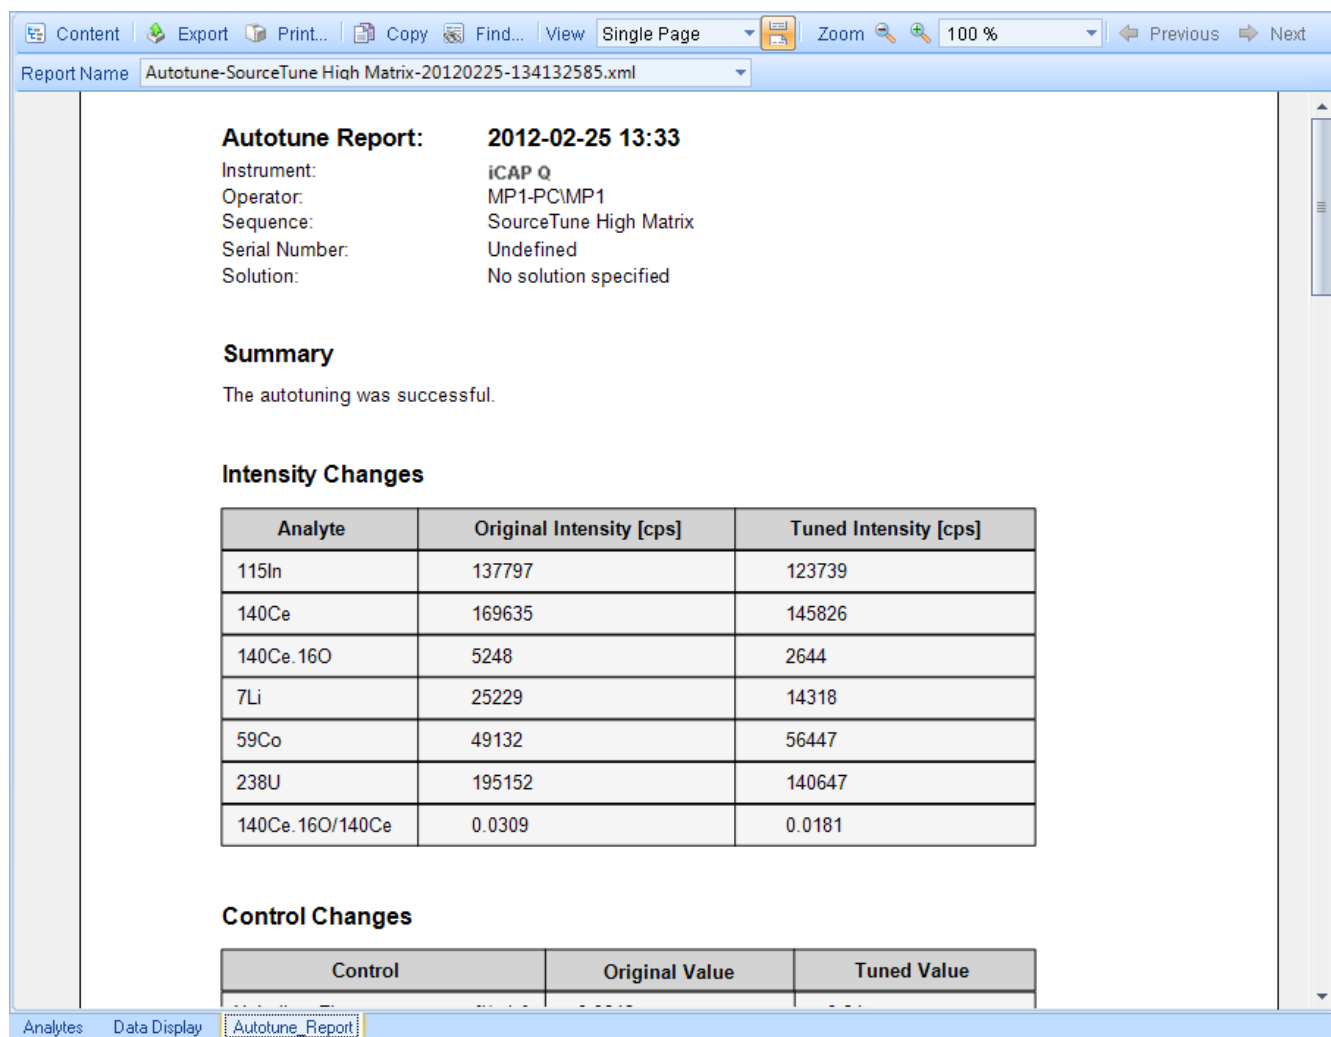 Content Export Print... Copy Find... View Single Page Zoom 100 % Previous Next
Report Name Autotune-SourceTune High Matrix-20120225-134132585.xml
Autotune Report: 2012-02-25 13:33
Instrument: iCAP Q
Operator: MP1-PC\MP1
Sequence: SourceTune High Matrix
Serial Number: Undefined
Solution: No solution specified
Summary
The autotuning was successful.
Intensity Changes
Analyte Original Intensity [cps] Tuned Intensity [cps]
115In 137797 123739
140Ce 169635 145826
140Ce.16O 5248 2644
7Li 25229 14318
59Co 49132 56447
238U 195152 140647
140Ce.16O/140Ce 0.0309 0.0181
Control Changes
Control Original Value Tuned Value
Analytes Data Display Autotune_Report